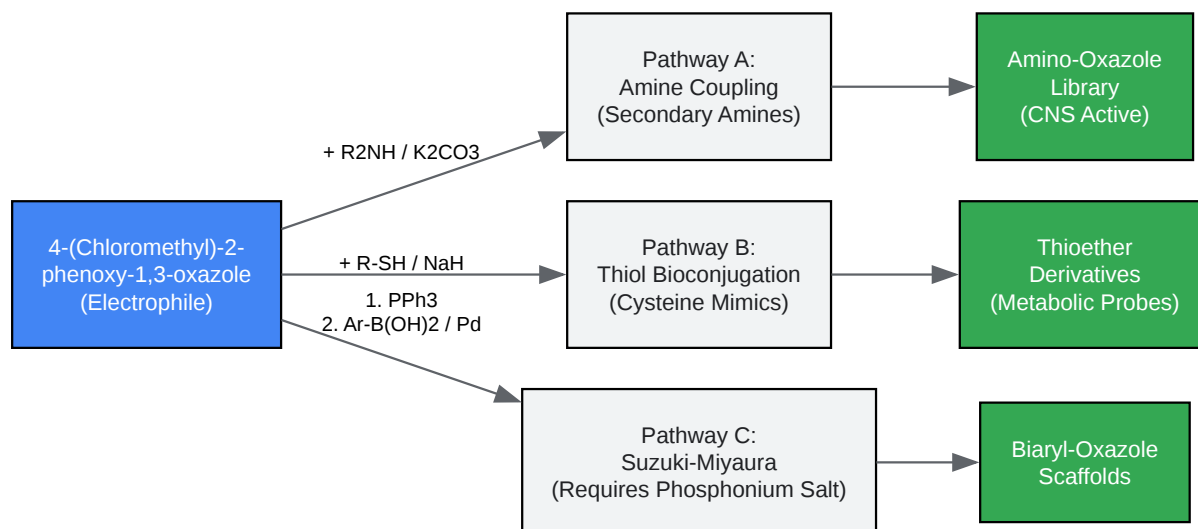 4-(Chloromethyl)-2-
phenoxy-1,3-oxazole
(Electrophile)
+ R2NH / K2CO3
Pathway A:
Amine Coupling
(Secondary Amines)
Amino-Oxazole
Library
(CNS Active)
+ R-SH / NaH
Pathway B:
Thiol Bioconjugation
(Cysteine Mimics)
Thioether
Derivatives
(Metabolic Probes)
1. PPh3
2. Ar-B(OH)2 / Pd
Pathway C:
Suzuki-Miyaura
(Requires Phosphonium Salt)
Biaryl-Oxazole
Scaffolds